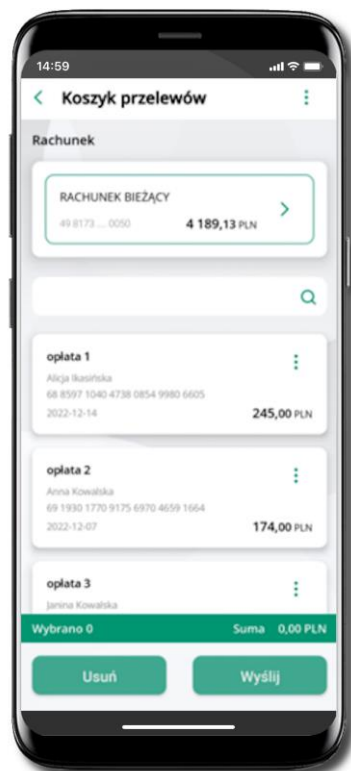 14:59
Koszyk przelewów
Rachunek
RACHUNEK BIEŻĄCY
49 8173 ... 0050 4 189,13 PLN
opłata 1
Alicja Ikasińska
68 8597 1040 4738 0854 9980 6605
2022-12-14 245,00 PLN
opłata 2
Anna Kowalska
69 1930 1770 9175 6970 4659 1664
2022-12-07 174,00 PLN
opłata 3
Janina Kowalska
Wybrano 0 Suma 0,00 PLN
Usuń Wyślij